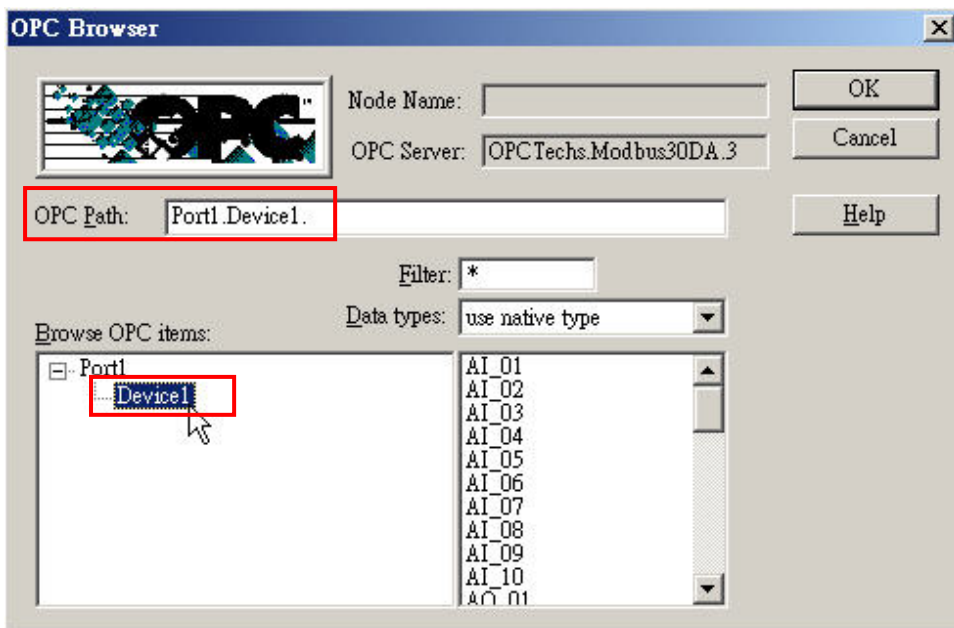 OPC Browser
OPC
Node Name:
OK
OPC Server: OPCTechs.Modbus30DA.3
Cancel
OPC Path: Port1.Device1.
Help
Filter: *
Data types: use native type
Browse OPC items:
Port1
Device1
AI_01
AI_02
AI_03
AI_04
AI_05
AI_06
AI_07
AI_08
AI_09
AI_10
AO_01